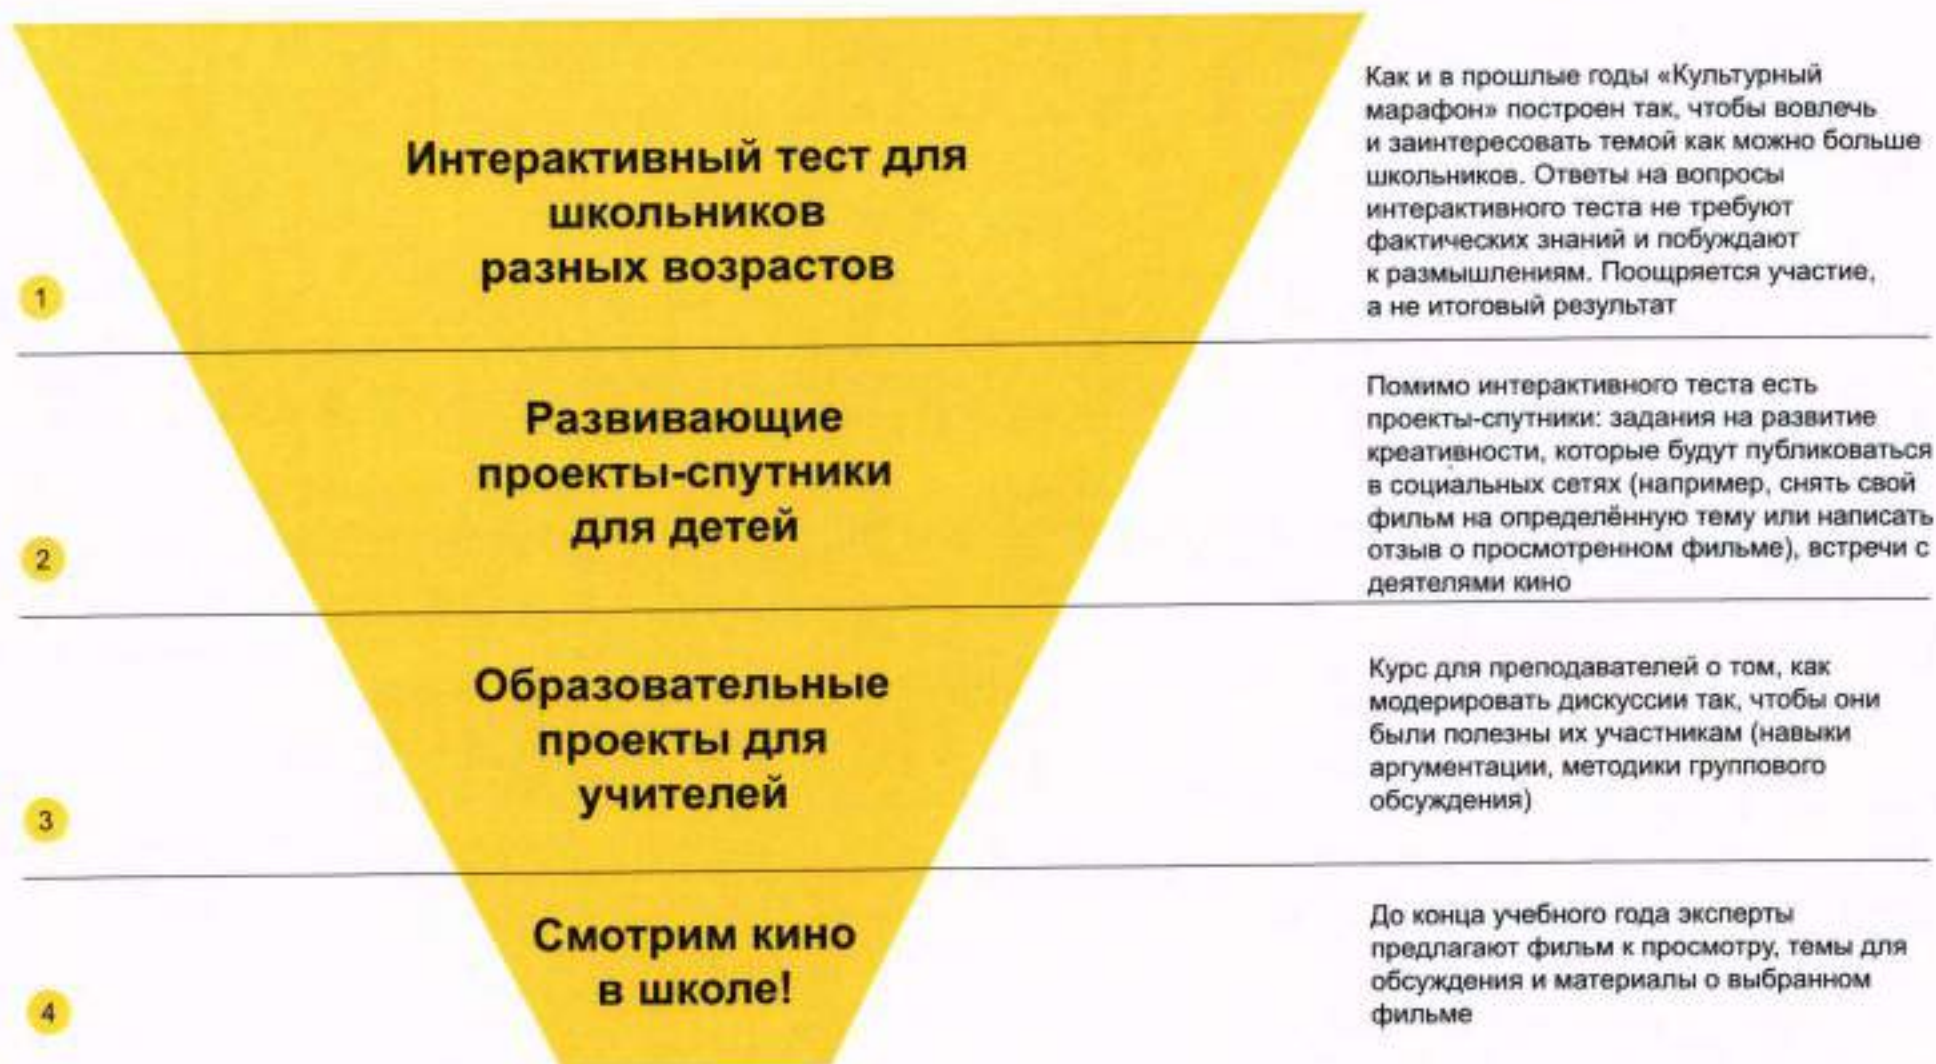 Интерактивный тест для
школьников
разных возрастов
1
Как и в прошлые годы «Культурный
марафон» построен так, чтобы вовлечь
и заинтересовать темой как можно больше
школьников. Ответы на вопросы
интерактивного теста не требуют
фактических знаний и побуждают
к размышлениям. Поощряется участие,
а не итоговый результат
Развивающие
проекты-спутники
для детей
2
Помимо интерактивного теста есть
проекты-спутники: задания на развитие
креативности, которые будут публиковаться
в социальных сетях (например, снять свой
фильм на определённую тему или написать
отзыв о просмотренном фильме), встречи с
деятелями кино
Образовательные
проекты для
учителей
3
Курс для преподавателей о том, как
модерировать дискуссии так, чтобы они
были полезны их участникам (навыки
аргументации, методики группового
обсуждения)
Смотрим кино
в школе!
4
До конца учебного года эксперты
предлагают фильм к просмотру, темы для
обсуждения и материалы о выбранном
фильме